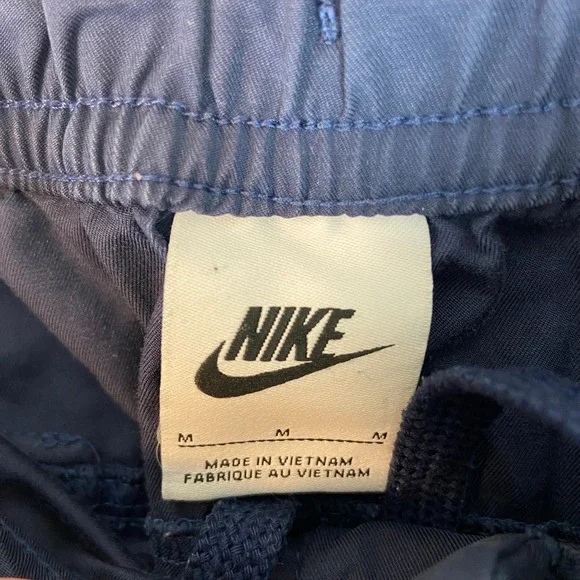 NIKE
M M M
MADE IN VIETNAM
FABRIQUE AU VIETNAM